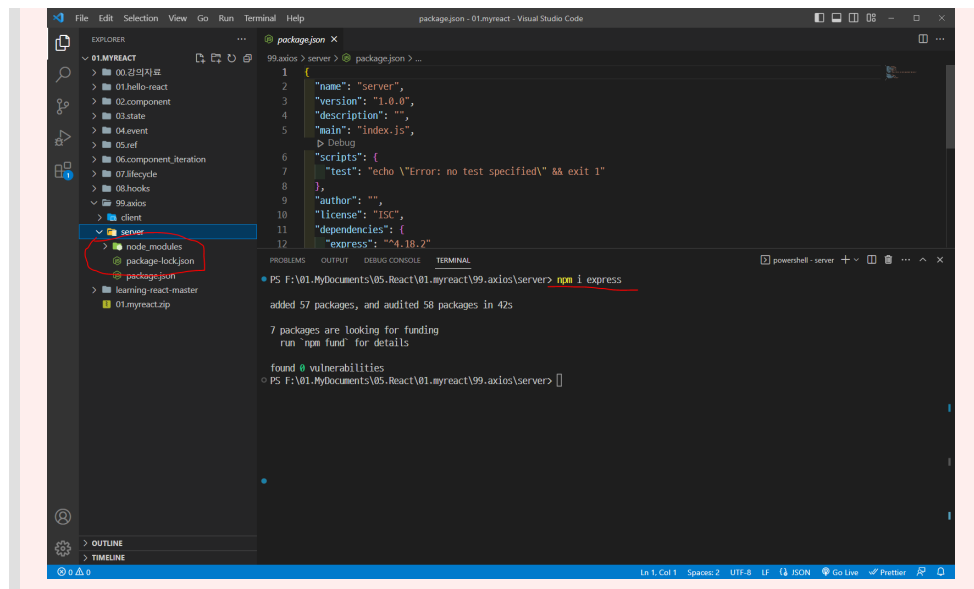 File Edit Selection View Go Run Terminal Help
package.json - 01.myreact - Visual Studio Code
EXPLORER
01.MYREACT
00.강의자료
01.hello-react
02.component
03.state
04.event
05.ref
06.component_iteration
07.lifecycle
08.hooks
99.axios
client
server
node_modules
package-lock.json
package.json
learning-react-master
01.myreact.zip
OUTLINE
TIMELINE
package.json
99.axios > server > package.json > ...
1 {
2 "name": "server",
3 "version": "1.0.0",
4 "description": "",
5 "main": "index.js",
Debug
6 "scripts": {
7 "test": "echo \"Error: no test specified\" && exit 1"
8 },
9 "author": "",
10 "license": "ISC",
11 "dependencies": {
12 "express": "^4.18.2"
PROBLEMS OUTPUT DEBUG CONSOLE TERMINAL
powershell - server
PS F:\01.MyDocuments\05.React\01.myreact\99.axios\server> npm i express
added 57 packages, and audited 58 packages in 42s
7 packages are looking for funding
run `npm fund` for details
found 0 vulnerabilities
PS F:\01.MyDocuments\05.React\01.myreact\99.axios\server>
1
0 0
Ln 1, Col 1 Spaces: 2 UTF-8 LF {} JSON Go Live Prettier